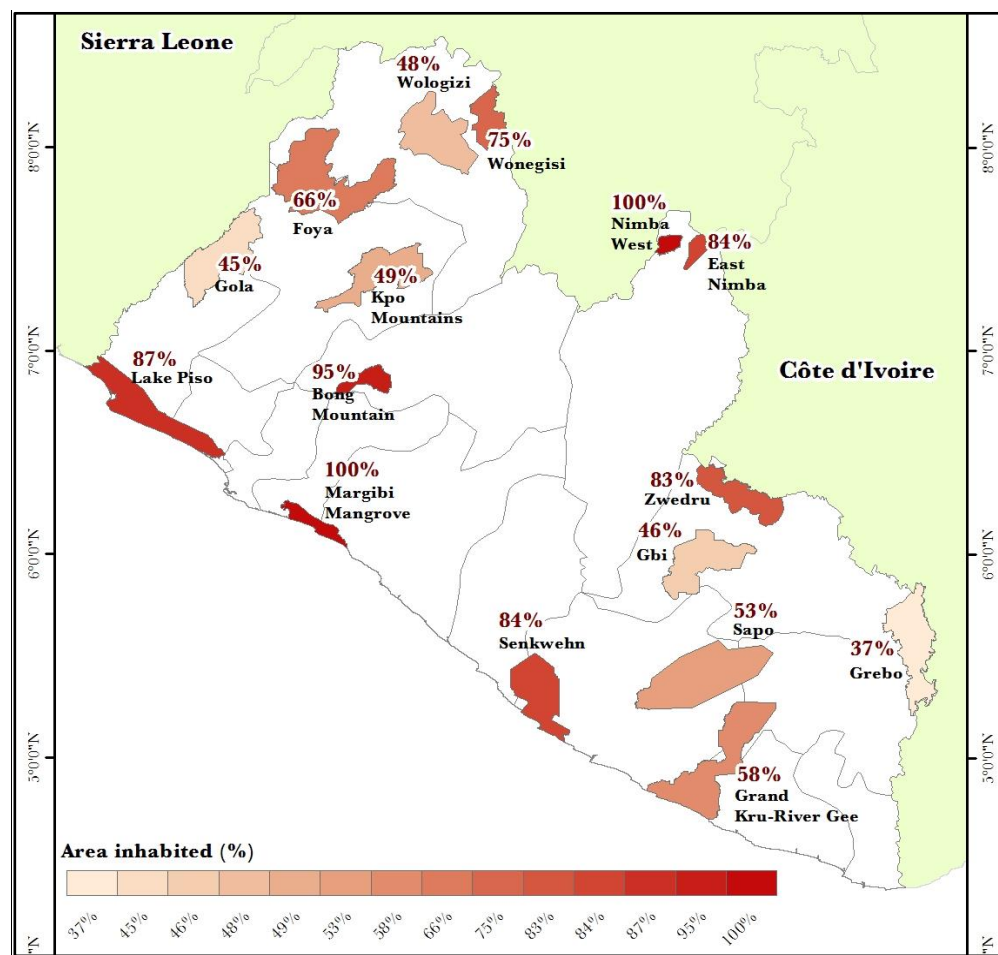 Sierra Leone
48%
Wologizi
75%
Wonegisi
66%
Foya
100%
Nimba
West
84%
East
Nimba
45%
Gola
49%
Kpo
Mountains
87%
Lake Piso
95%
Bong
Mountain
Côte d'Ivoire
100%
Margibi
Mangrove
83%
Zwedru
46%
Gbi
84%
Senkwehn
53%
Sapo
37%
Grebo
58%
Grand
Kru-River Gee
8°0'0"N
7°0'0"N
6°0'0"N
5°0'0"N
"N
8°0'0"N
7°0'0"N
6°0'0"N
5°0'0"N
"N
Area inhabited (%)
37% 45% 46% 48% 49% 53% 58% 66% 75% 83% 84% 87% 95% 100%